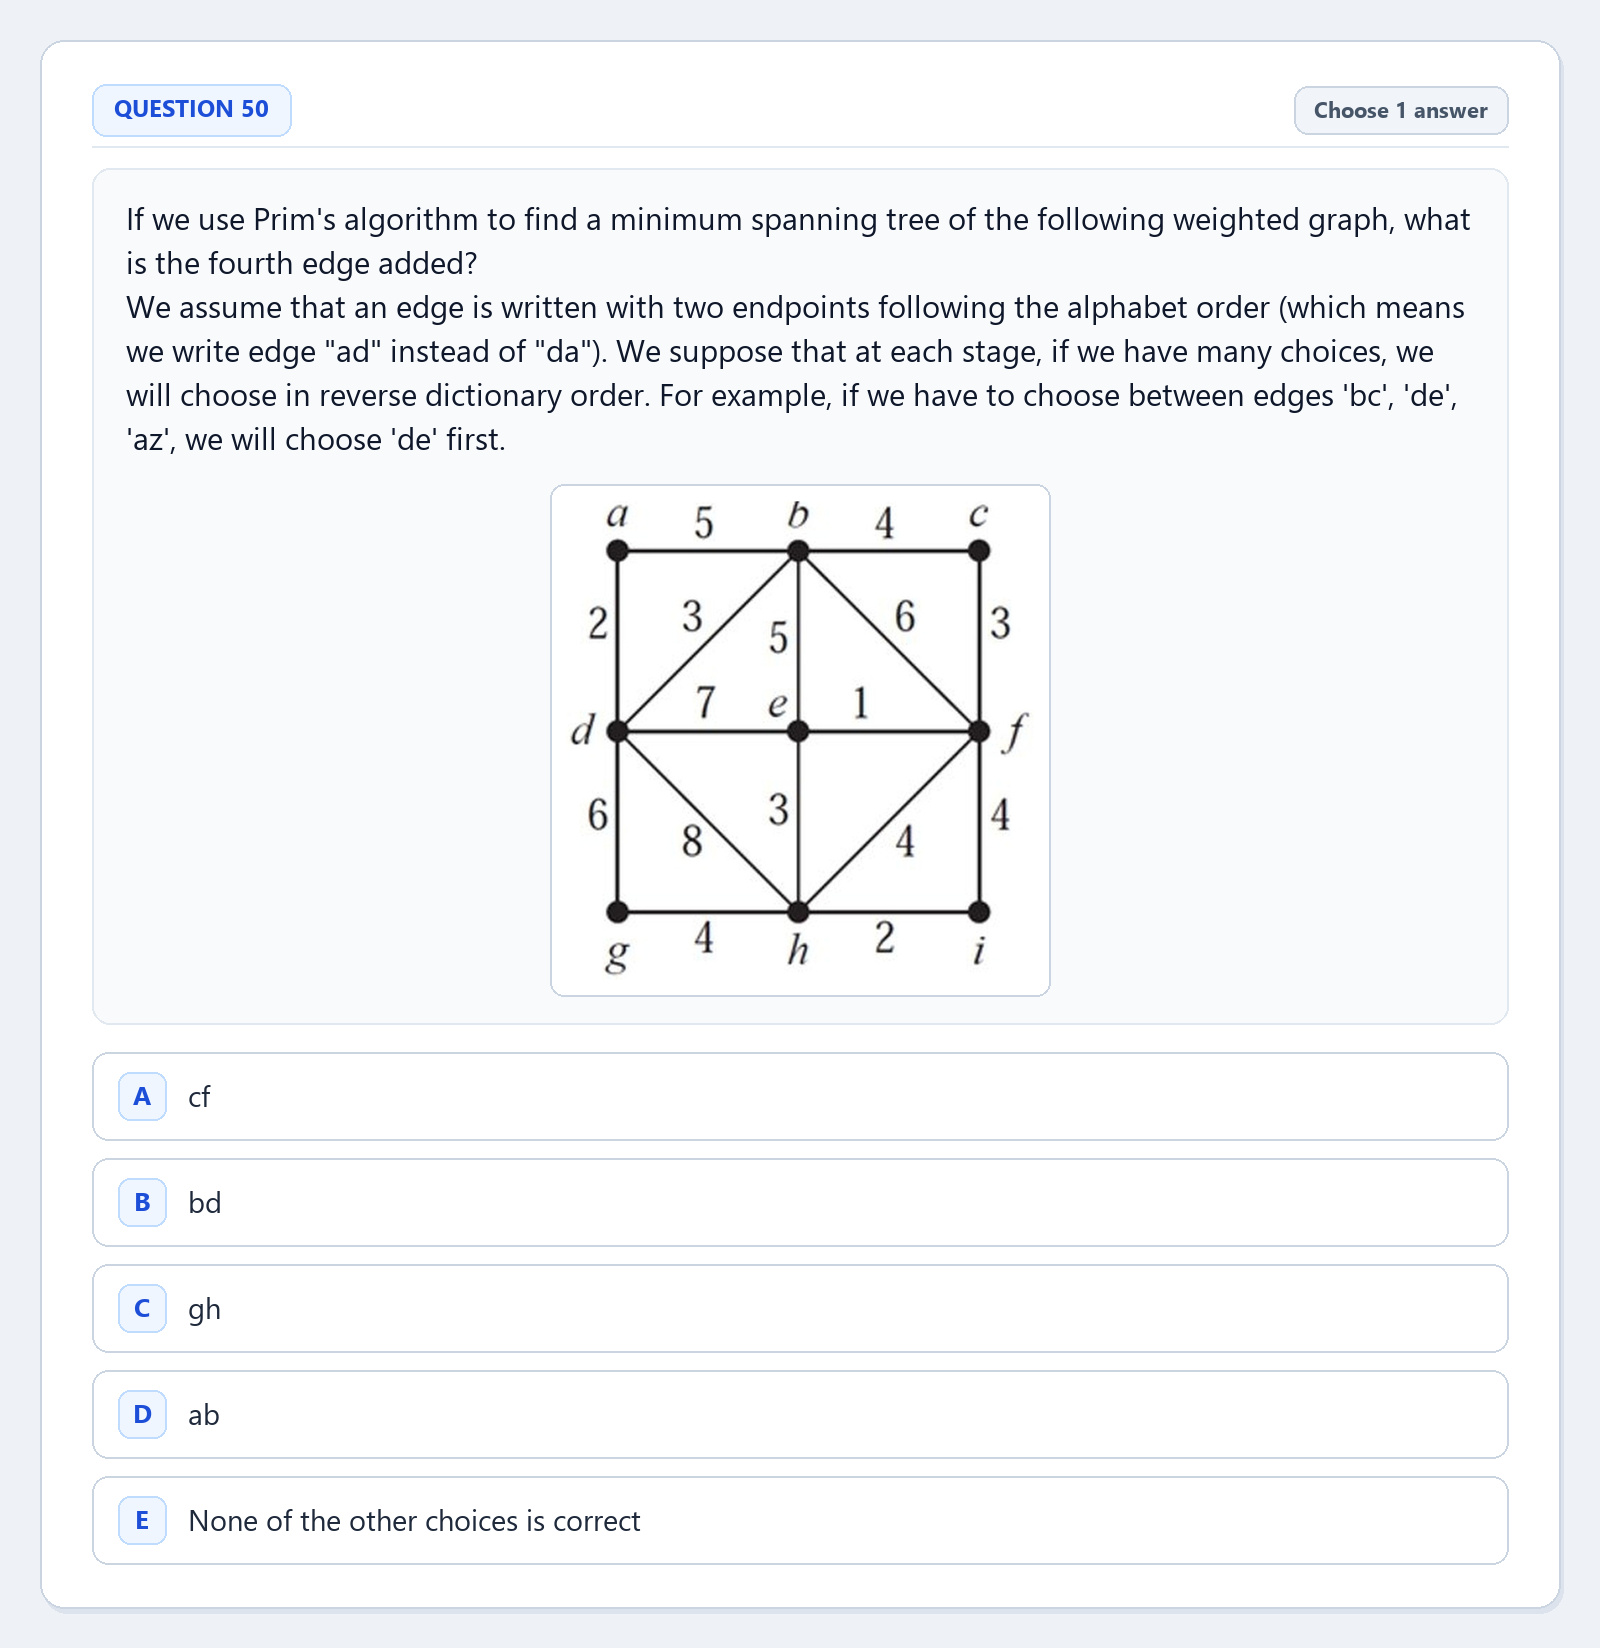 QUESTION 50
Choose 1 answer
If we use Prim's algorithm to find a minimum spanning tree of the following weighted graph, what
is the fourth edge added?
We assume that an edge is written with two endpoints following the alphabet order (which means
we write edge "ad" instead of "da"). We suppose that at each stage, if we have many choices, we
will choose in reverse dictionary order. For example, if we have to choose between edges 'bc', 'de',
'az', we will choose 'de' first.
a 5 b 4 c
2 3 5 6 3
d 7 e 1 f
6 8 3 4 4
g 4 h 2 i
A cf
B bd
C gh
D ab
E None of the other choices is correct